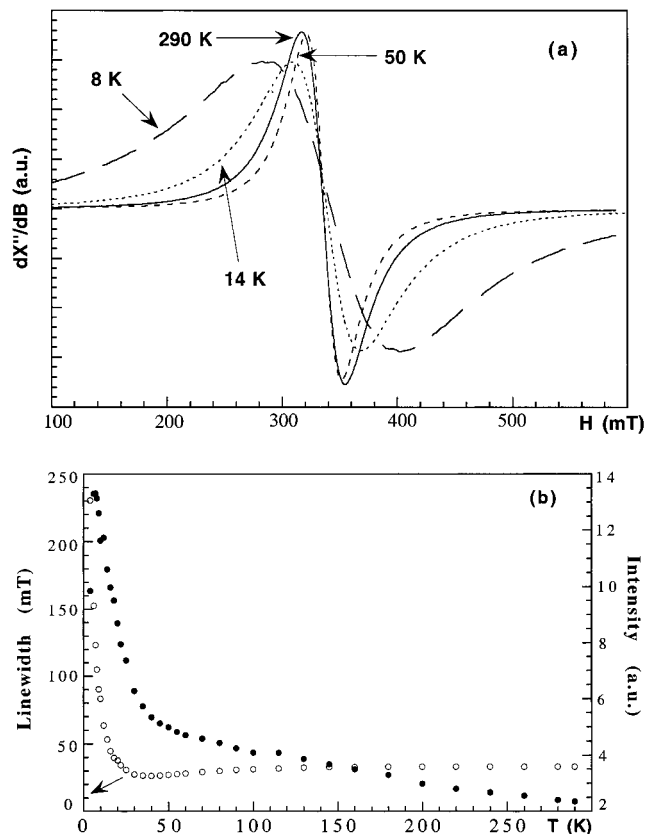 (a)
290 K
50 K
8 K
14 K
dX"/dB (a.u.)
100 200 300 400 500 H (mT)
(b)
250
200
150
100
50
0
Linewidth (mT)
14
12
10
8
6
4
2
Intensity (a.u.)
0 50 100 150 200 250 T (K)